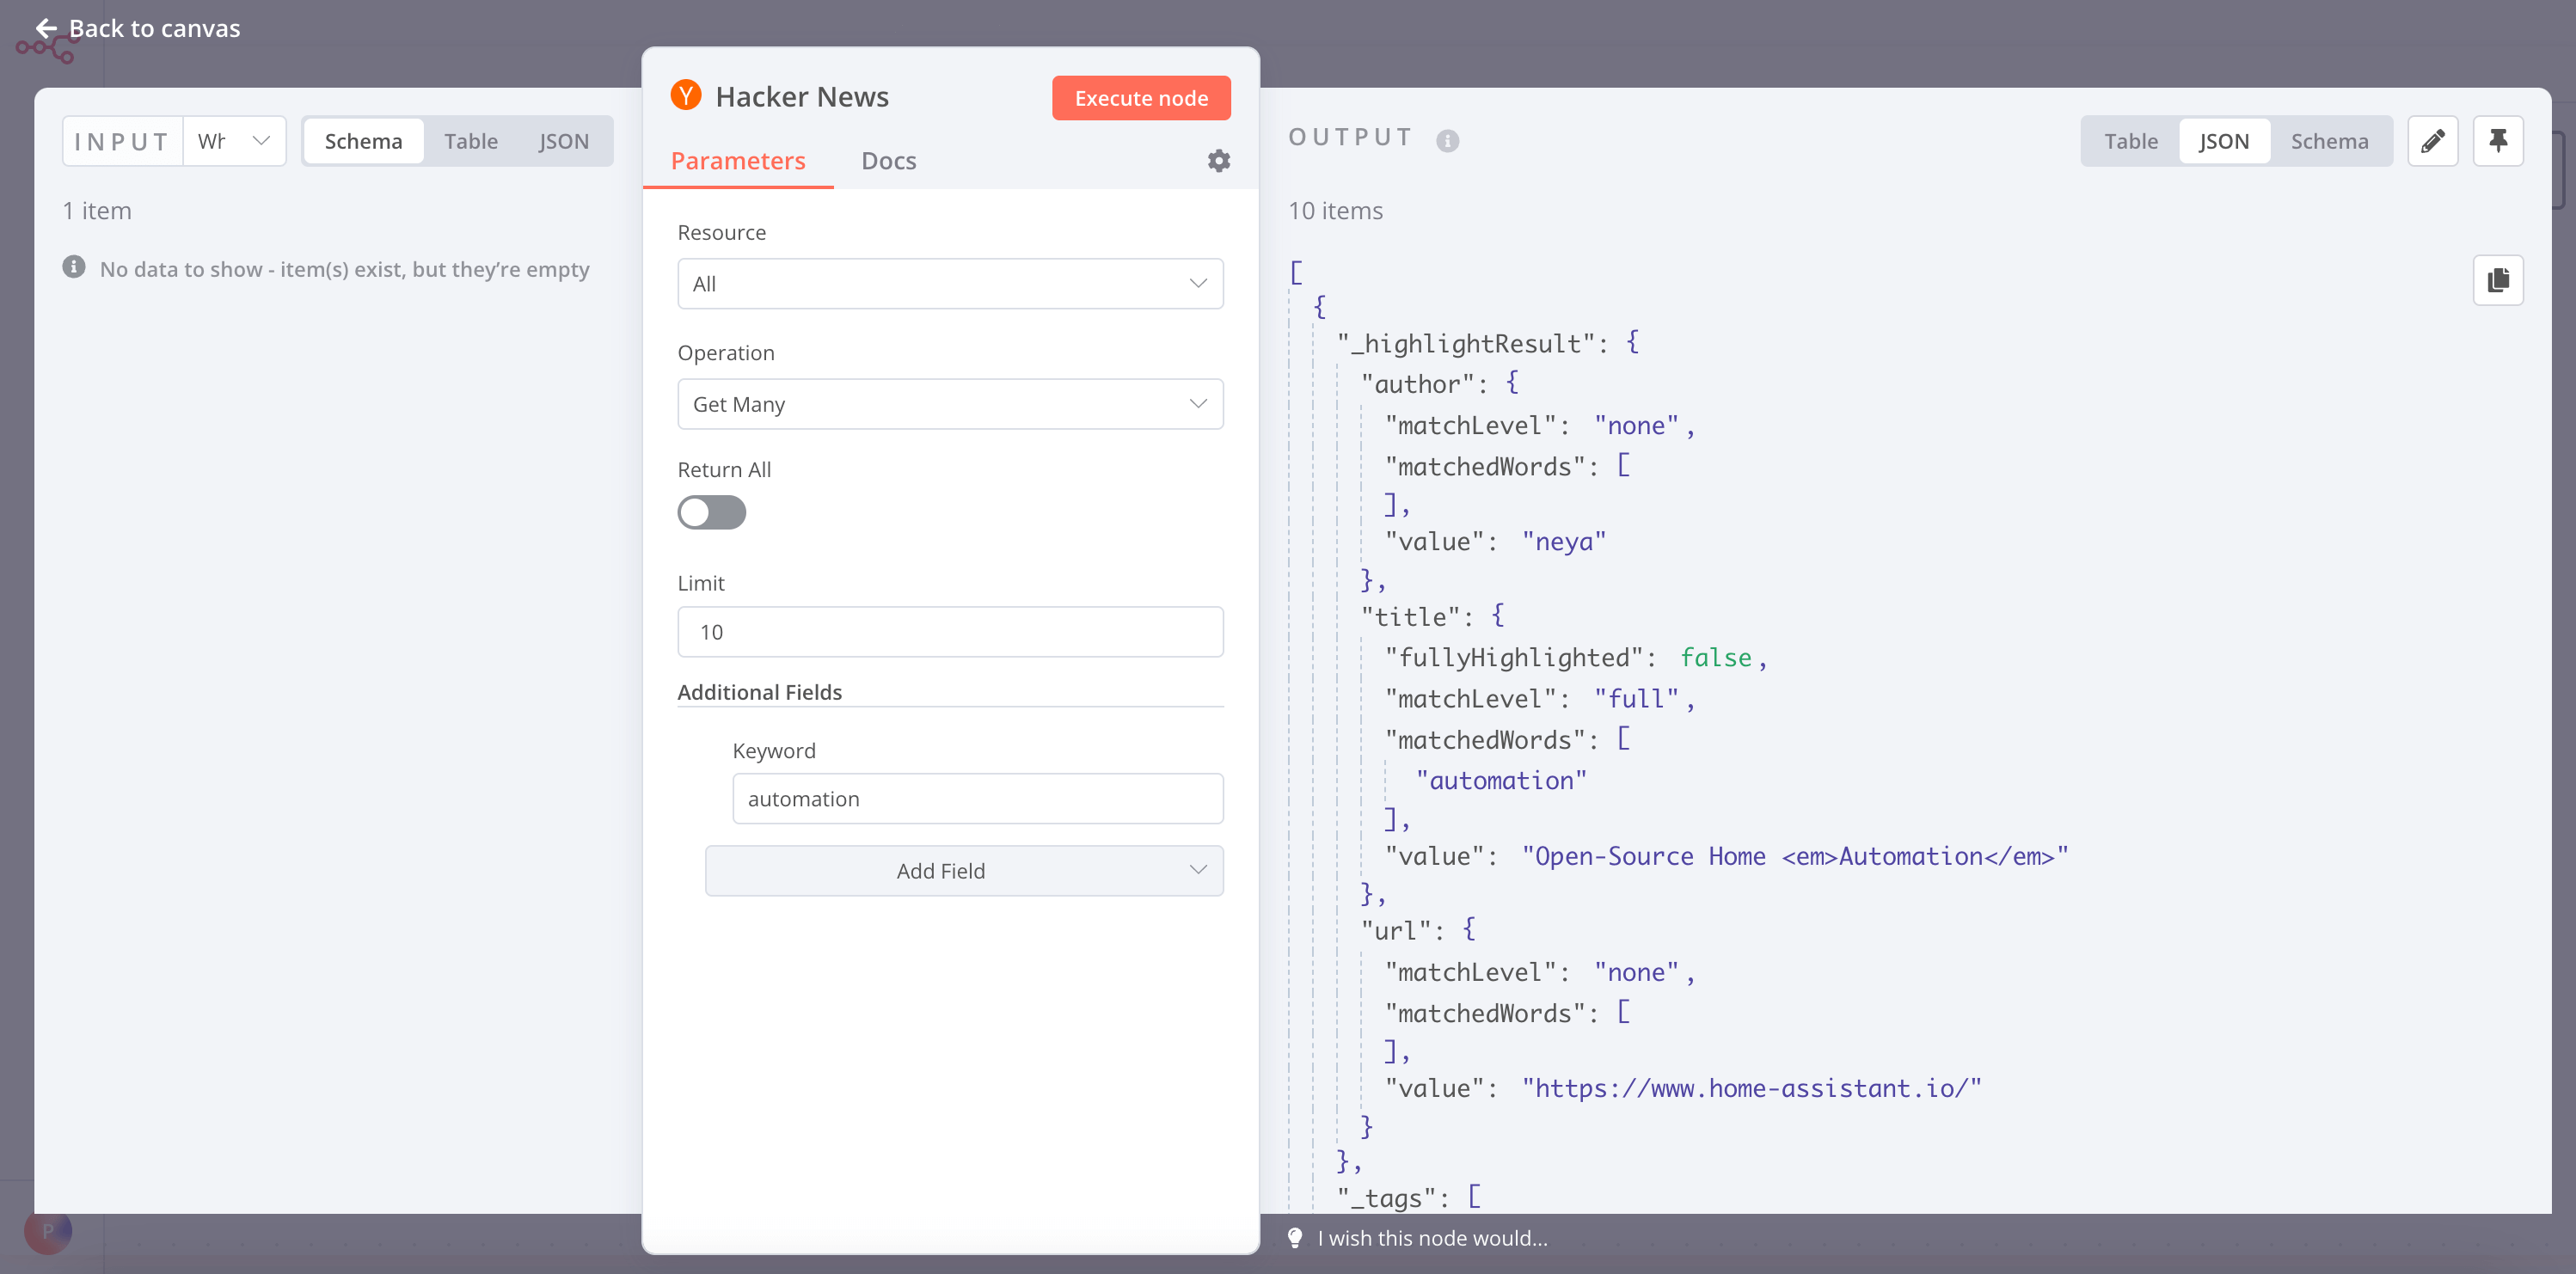 Back to canvas
INPUT
Wh
Schema
Table
JSON
1 item
No data to show - item(s) exist, but they're empty
Y
Hacker News
Execute node
Parameters
Docs
Resource
All
Operation
Get Many
Return All
Limit
10
Additional Fields
Keyword
automation
Add Field
OUTPUT
Table
JSON
Schema
10 items
[
{
"_highlightResult": {
"author": {
"matchLevel": "none",
"matchedWords": [
],
"value": "neya"
},
"title": {
"fullyHighlighted": false,
"matchLevel": "full",
"matchedWords": [
"automation"
],
"value": "Open-Source Home <em>Automation</em>"
},
"url": {
"matchLevel": "none",
"matchedWords": [
],
"value": "https://www.home-assistant.io/"
}
},
"_tags": [
P
I wish this node would...